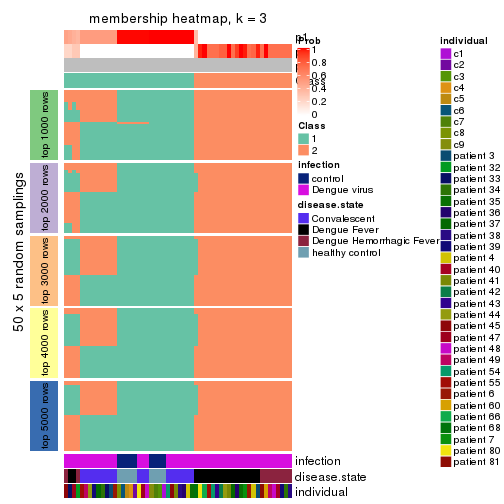 membership heatmap, k = 3
p1
Class
50 x 5 random samplings
top 1000 rows
top 2000 rows
top 3000 rows
top 4000 rows
top 5000 rows
infection
disease.state
individual
Prob
1
0.8
0.6
0.4
0.2
0
Class
1
2
infection
control
Dengue virus
disease.state
Convalescent
Dengue Fever
Dengue Hemorrhagic Fever
healthy control
individual
c1
c2
c3
c4
c5
c6
c7
c8
c9
patient 3
patient 32
patient 33
patient 34
patient 35
patient 36
patient 37
patient 38
patient 39
patient 4
patient 40
patient 41
patient 42
patient 43
patient 44
patient 45
patient 47
patient 48
patient 49
patient 54
patient 55
patient 6
patient 60
patient 66
patient 68
patient 7
patient 80
patient 81